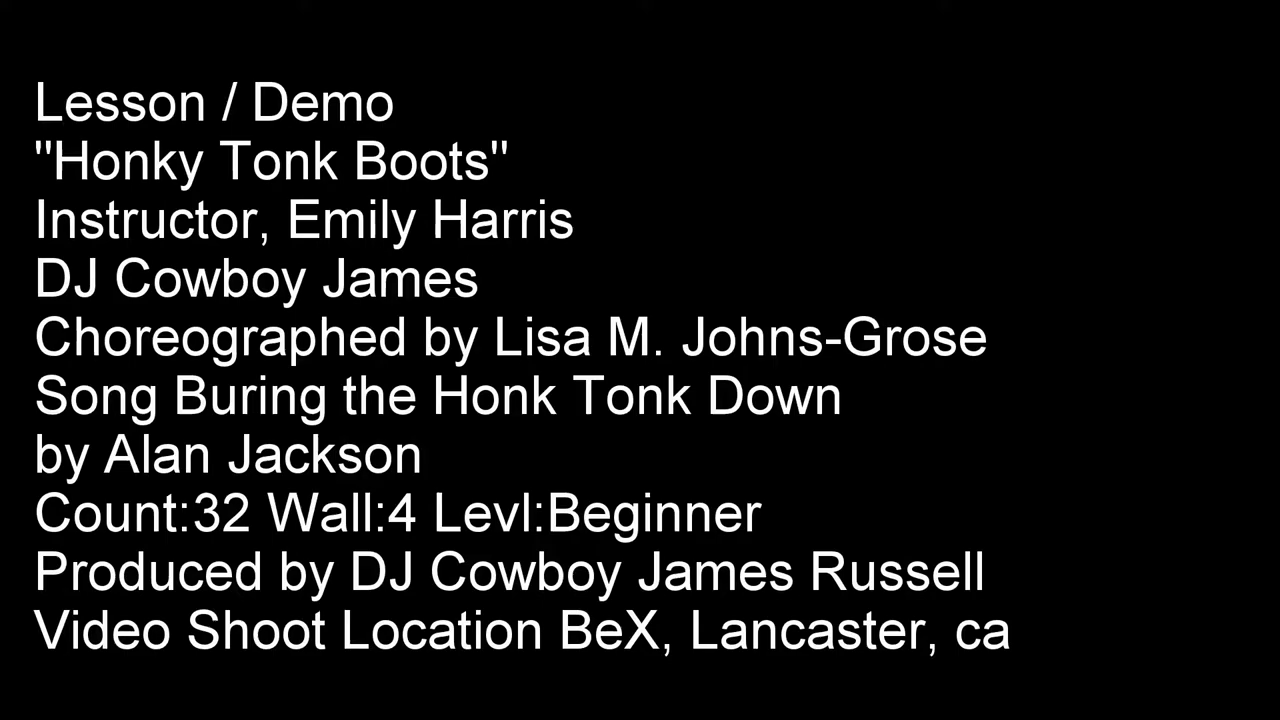 Lesson / Demo
"Honky Tonk Boots"
Instructor, Emily Harris
DJ Cowboy James
Choreographed by Lisa M. Johns-Grose
Song Buring the Honk Tonk Down
by Alan Jackson
Count:32 Wall:4 Levl:Beginner
Produced by DJ Cowboy James Russell
Video Shoot Location BeX, Lancaster, ca